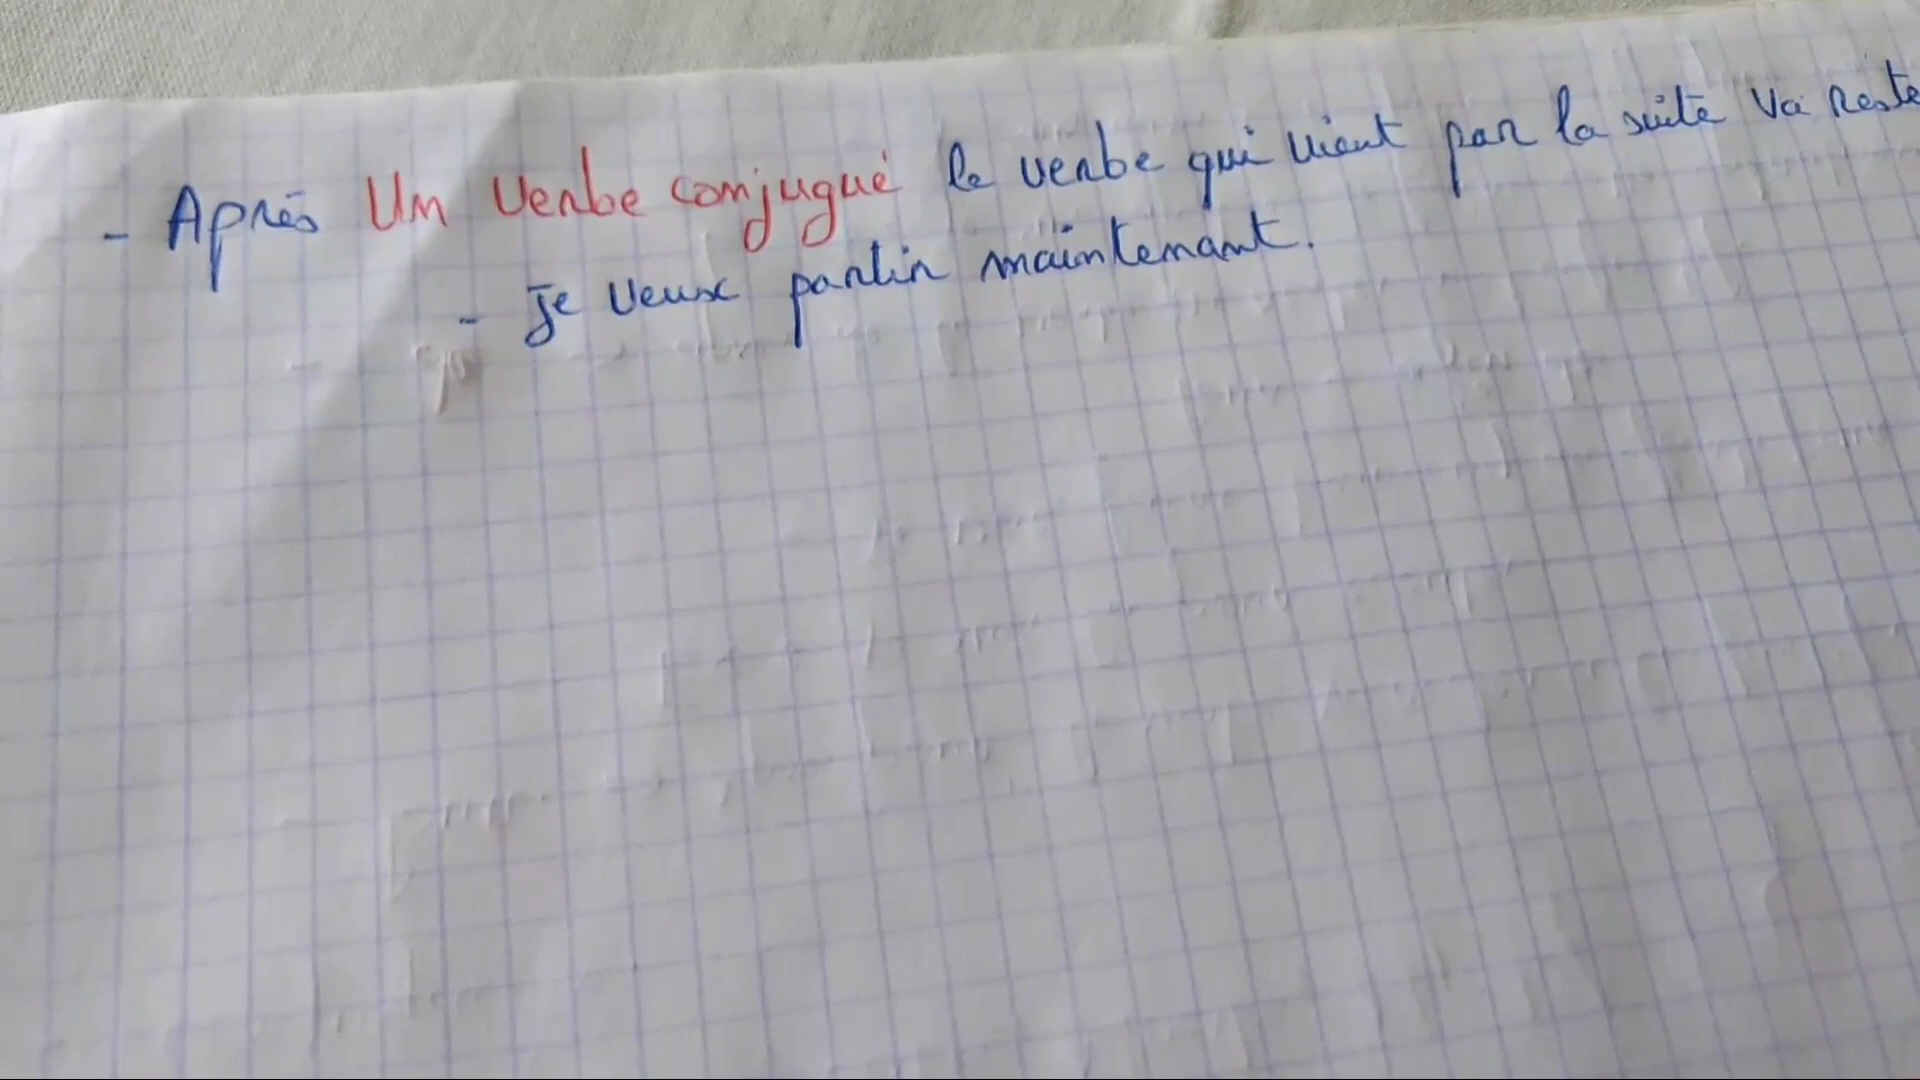 - Après Un verbe conjugué le verbe qui vient par la suite va reste
- Je veux partir maintenant.